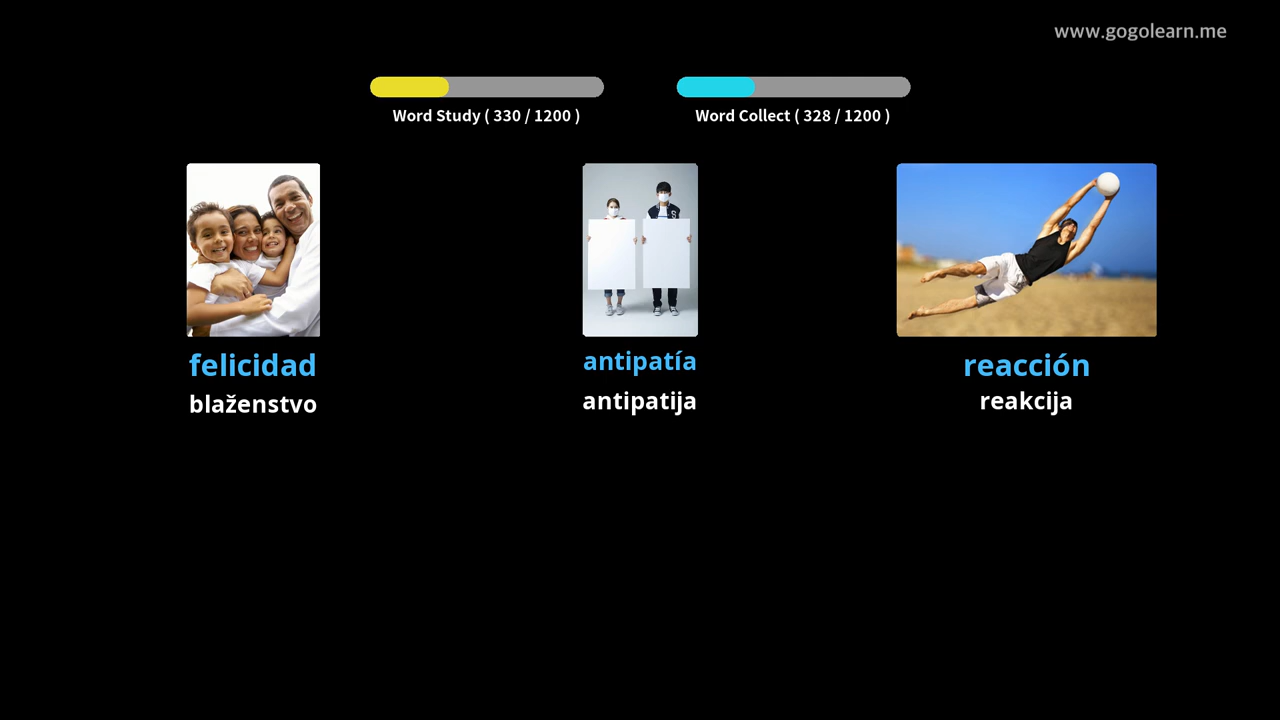 www.gogolearn.me
Word Study ( 330 / 1200 )
Word Collect ( 328 / 1200 )
felicidad
blaženstvo
antipatía
antipatija
reacción
reakcija